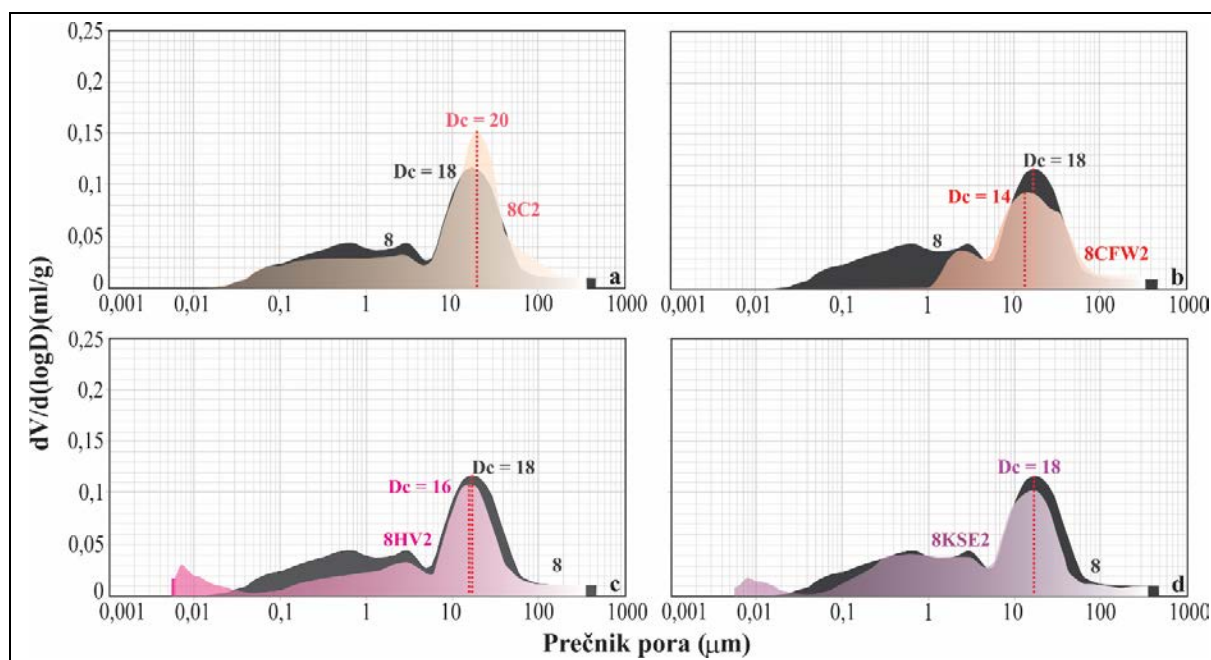 dV/d(logD)(ml/g)
0,25
0,2
0,15
0,1
0,05
0
Dc = 20
Dc = 18
8C2
8
a
0,001 0,01 0,1 1 10 100 1000
Dc = 18
Dc = 14
8
8CFW2
b
0,001 0,01 0,1 1 10 100 1000
0,25
0,2
0,15
0,1
0,05
0
Dc = 18
Dc = 16
8HV2
8
c
0,001 0,01 0,1 1 10 100 1000
Dc = 18
8KSE2
8
d
0,001 0,01 0,1 1 10 100 1000
Prečnik pora (μm)